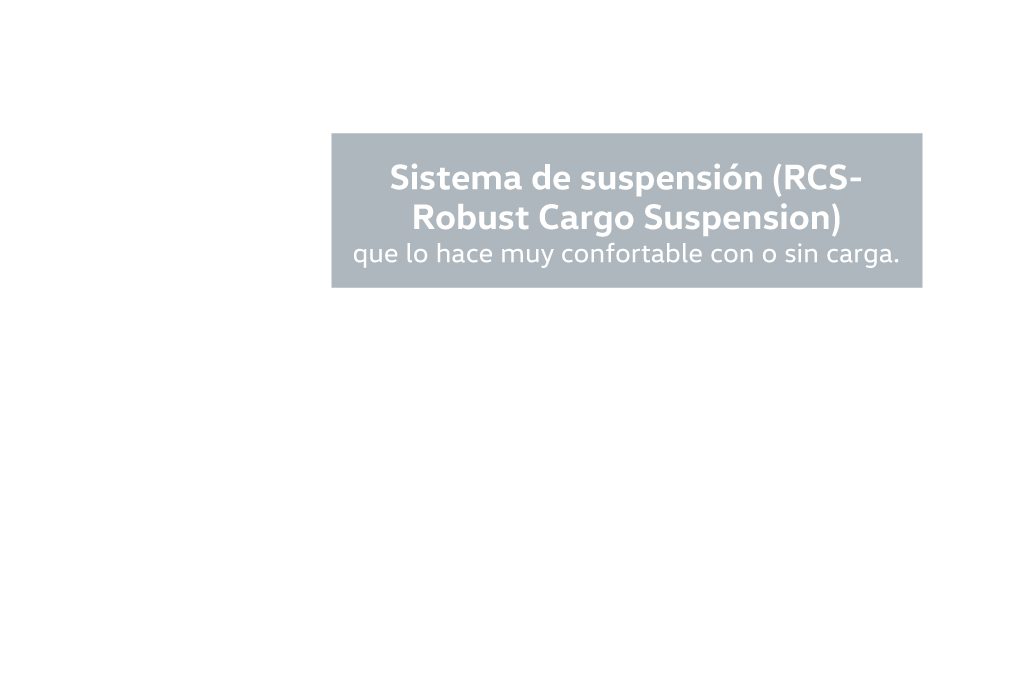 Sistema de suspensión (RCS-
Robust Cargo Suspension)
que lo hace muy confortable con o sin carga.